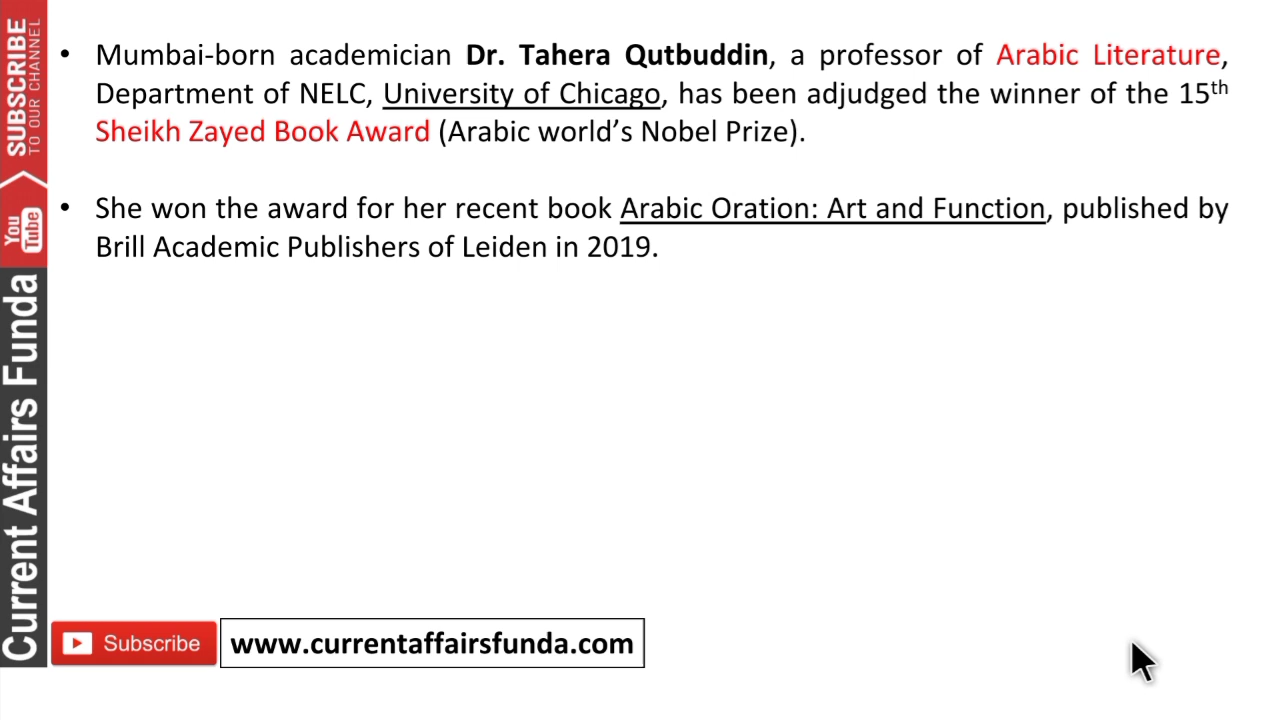 • Mumbai-born academician Dr. Tahera Qutbuddin, a professor of Arabic Literature,
Department of NELC, University of Chicago, has been adjudged the winner of the 15th
Sheikh Zayed Book Award (Arabic world’s Nobel Prize).
• She won the award for her recent book Arabic Oration: Art and Function, published by
Brill Academic Publishers of Leiden in 2019.
SUBSCRIBE
TO OUR CHANNEL
You
Tube
Current Affairs Funda
Subscribe
www.currentaffairsfunda.com